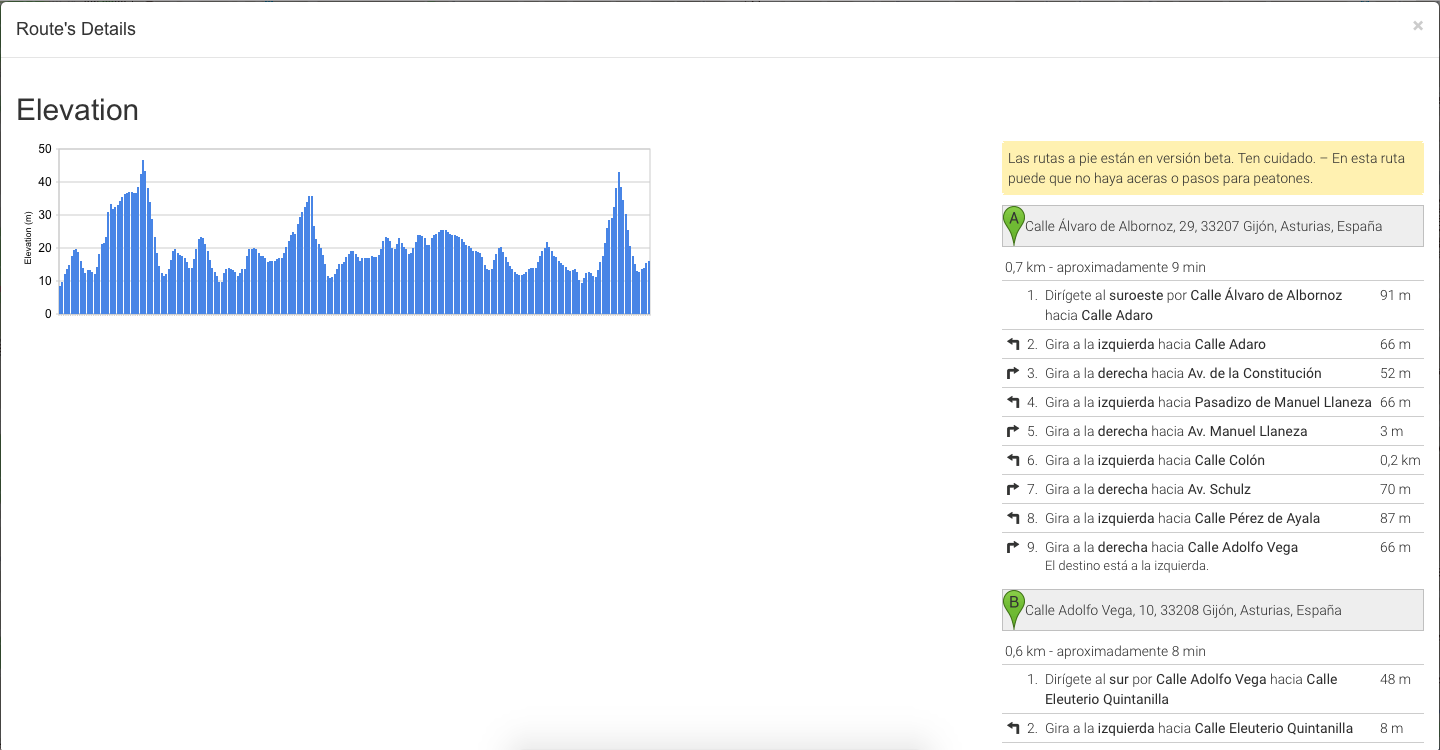 Route's Details
×
Elevation
50
40
30
20
10
0
Elevation (m)
Las rutas a pie están en versión beta. Ten cuidado. – En esta ruta
puede que no haya aceras o pasos para peatones.
A
Calle Álvaro de Albornoz, 29, 33207 Gijón, Asturias, España
0,7 km - aproximadamente 9 min
1. Dirígete al suroeste por Calle Álvaro de Albornoz 91 m
hacia Calle Adaro
2. Gira a la izquierda hacia Calle Adaro 66 m
3. Gira a la derecha hacia Av. de la Constitución 52 m
4. Gira a la izquierda hacia Pasadizo de Manuel Llaneza 66 m
5. Gira a la derecha hacia Av. Manuel Llaneza 3 m
6. Gira a la izquierda hacia Calle Colón 0,2 km
7. Gira a la derecha hacia Av. Schulz 70 m
8. Gira a la izquierda hacia Calle Pérez de Ayala 87 m
9. Gira a la derecha hacia Calle Adolfo Vega 66 m
El destino está a la izquierda.
B
Calle Adolfo Vega, 10, 33208 Gijón, Asturias, España
0,6 km - aproximadamente 8 min
1. Dirígete al sur por Calle Adolfo Vega hacia Calle 48 m
Eleuterio Quintanilla
2. Gira a la izquierda hacia Calle Eleuterio Quintanilla 8 m